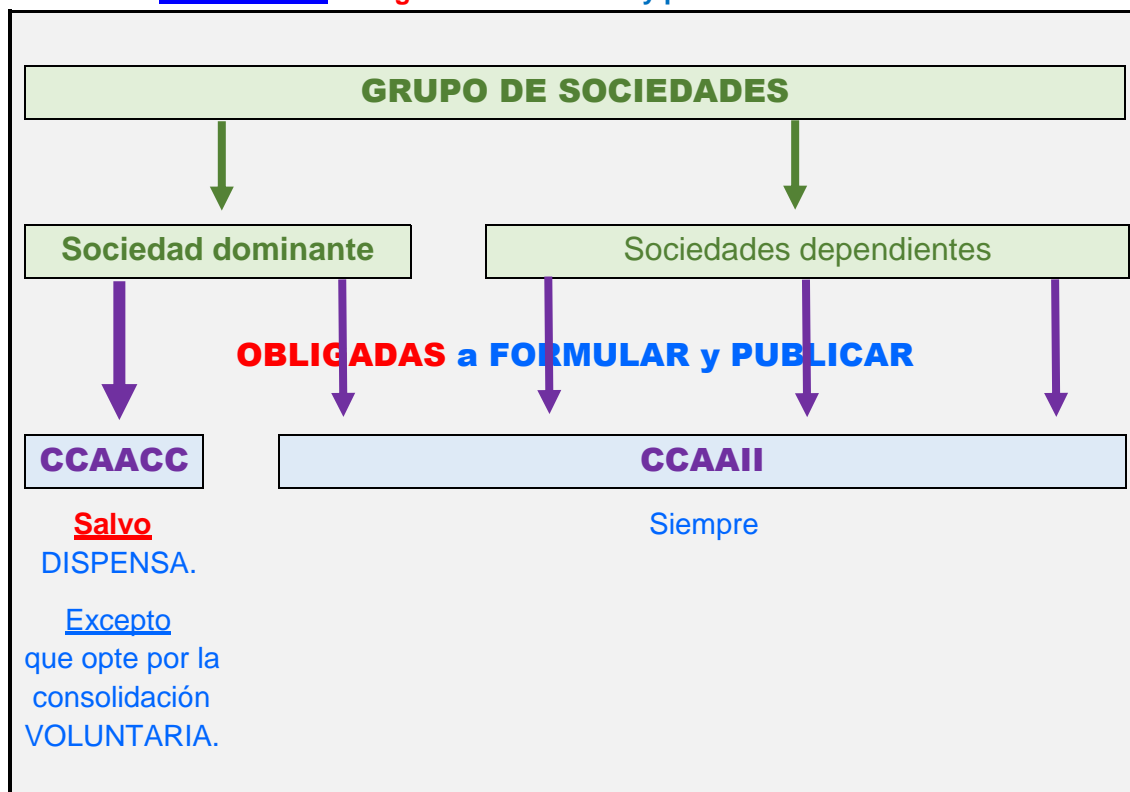 GRUPO DE SOCIEDADES
Sociedad dominante
Sociedades dependientes
OBLIGADAS a FORMULAR y PUBLICAR
CCAACC
CCAAII
Salvo
DISPENSA.
Siempre
Excepto
que opte por la
consolidación
VOLUNTARIA.